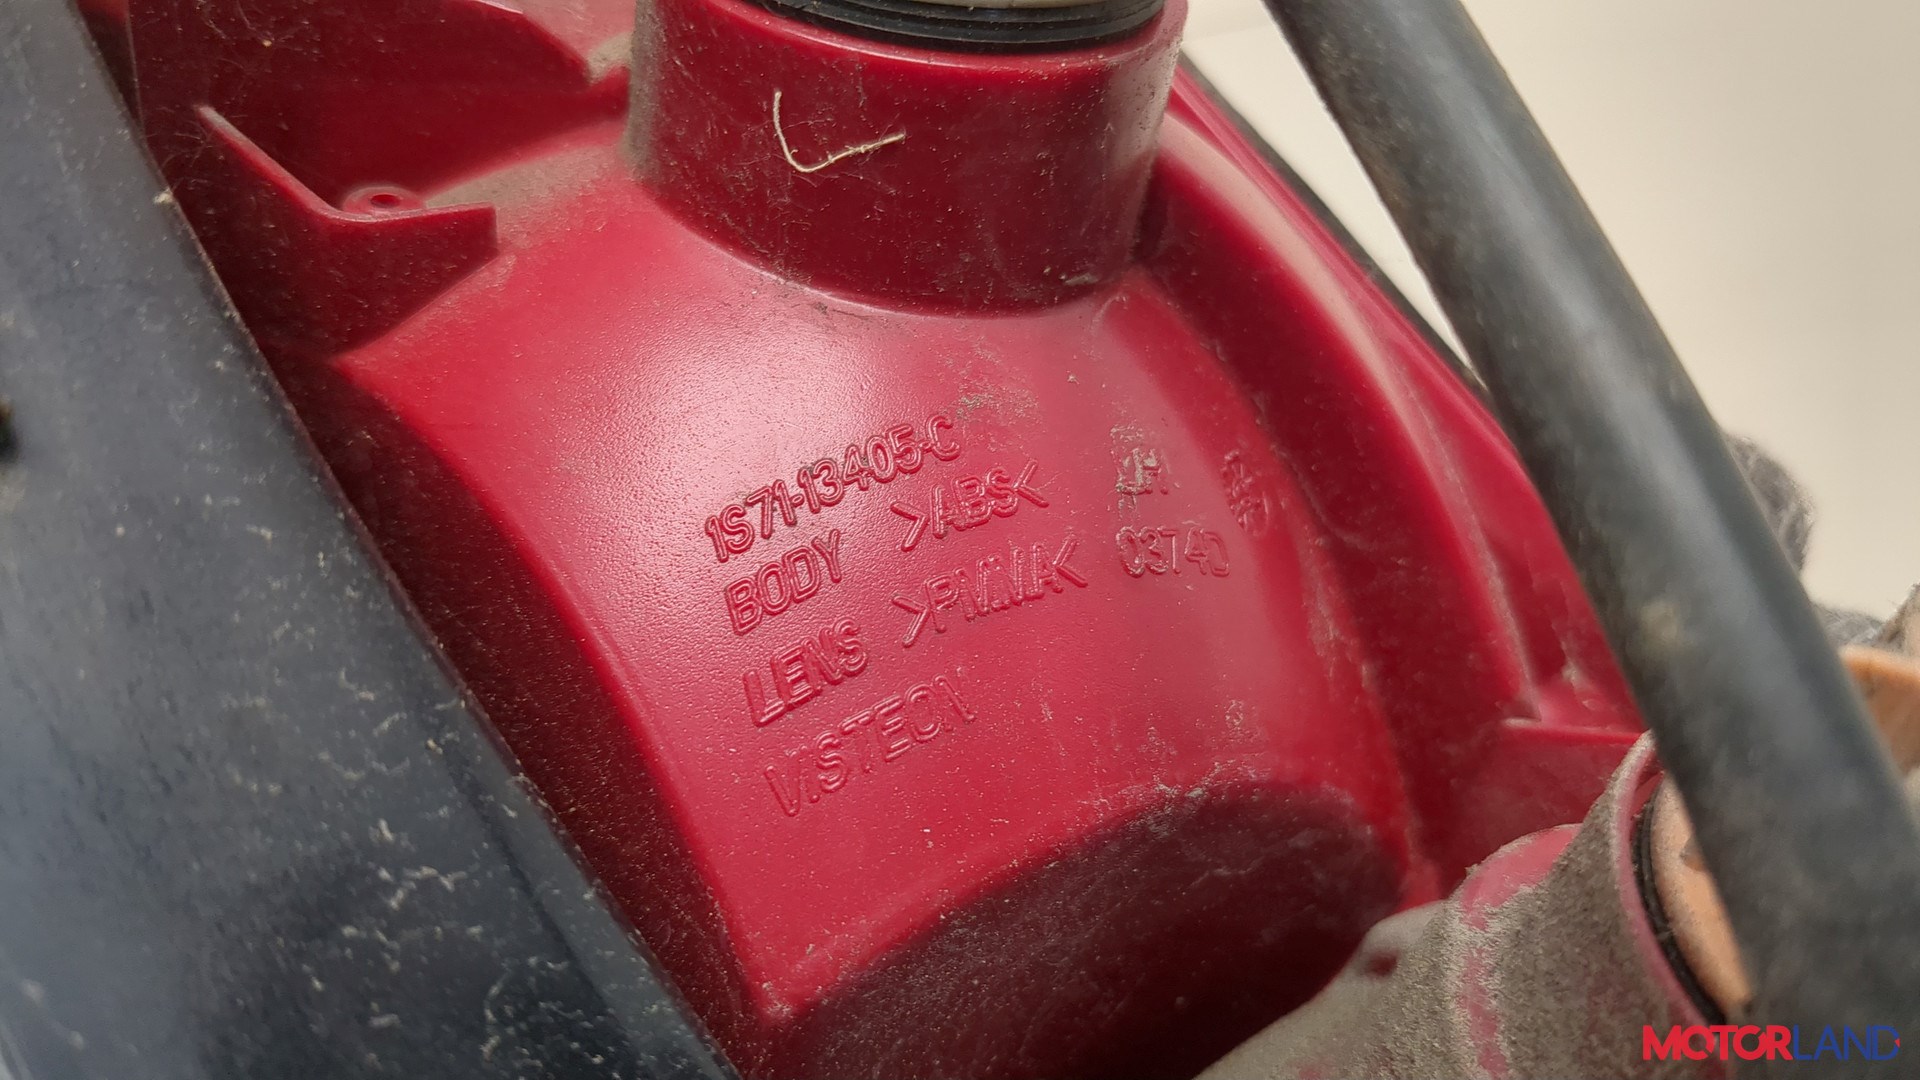 1S71-13405-C
BODY >ABS<
LENS >PMMA< 03740
VISTEON
MOTORLAND